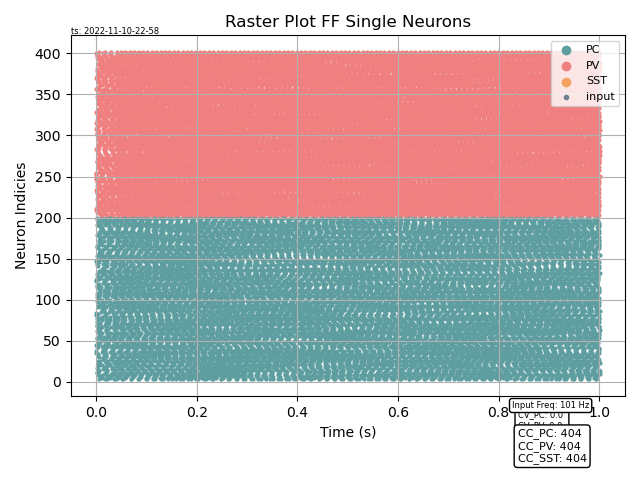 Raster Plot FF Single Neurons
ts: 2022-11-10-22-58
PC
PV
SST
input
Neuron Indicies
400
350
300
250
200
150
100
50
0
0.0
0.2
0.4
0.6
0.8
1.0
Time (s)
Input Freq: 101 Hz
CV_PC: 0.0
CC_PC: 404
CC_PV: 404
CC_SST: 404